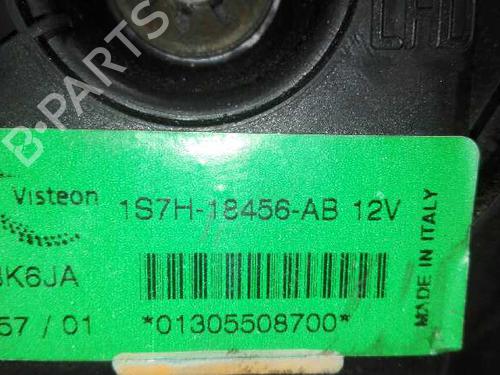 LHD
B-PARTS
Visteon
1S7H-18456-AB 12V
K6JA
57 / 01
*01305508700*
MADE IN ITALY